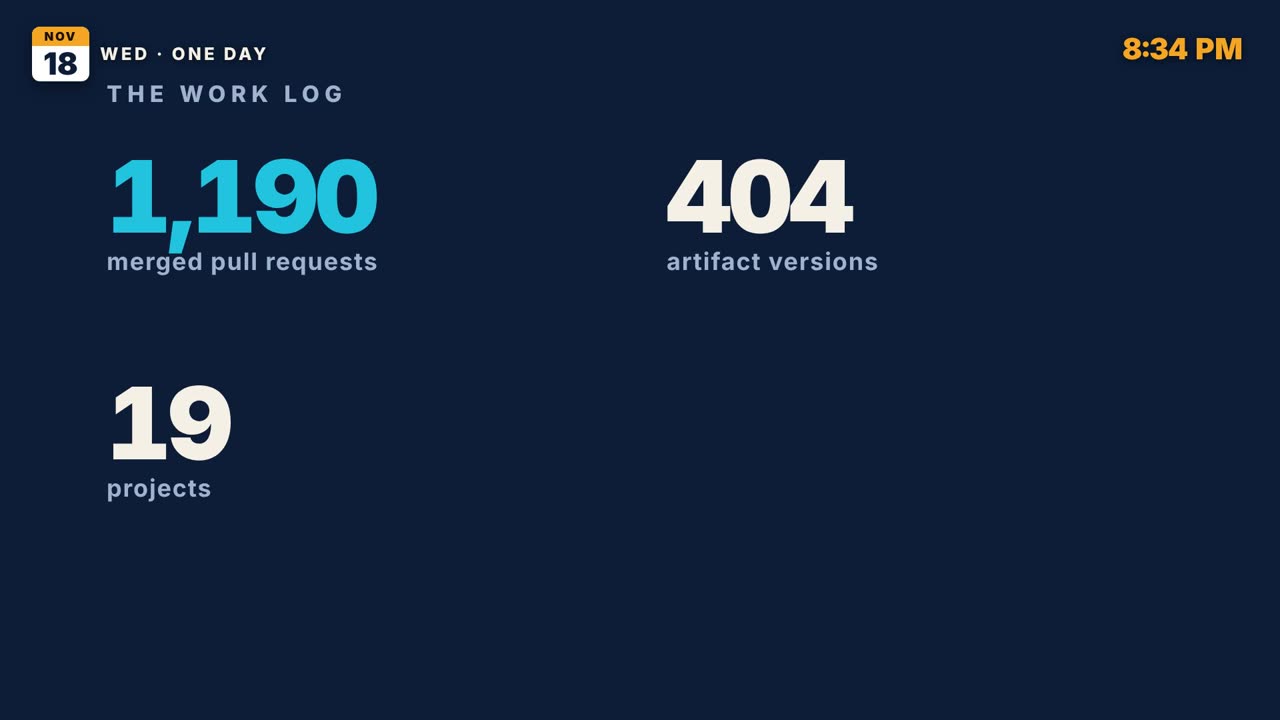 NOV
18
WED · ONE DAY
8:34 PM
THE WORK LOG
1,190
merged pull requests
404
artifact versions
19
projects